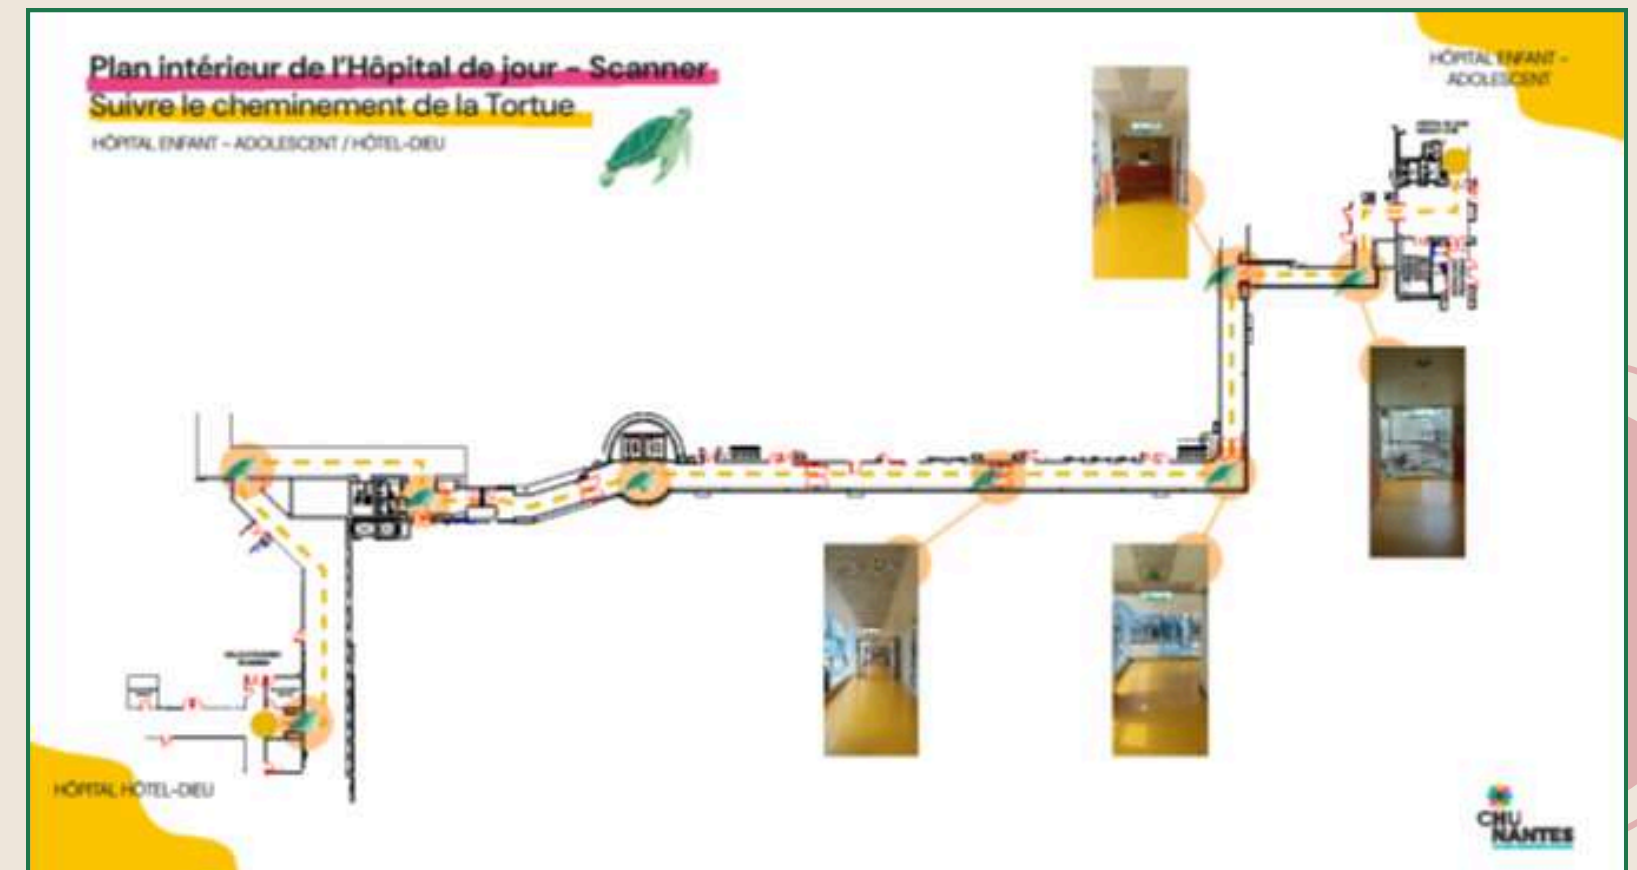 Plan intérieur de l'Hôpital de jour – Scanner
Suivre le cheminement de la Tortue
HÔPITAL ENFANT – ADOLESCENT / HÔTEL-DIEU
HÔPITAL ENFANT –
ADOLESCENT
HÔPITAL HÔTEL-DIEU
CHU
NANTES